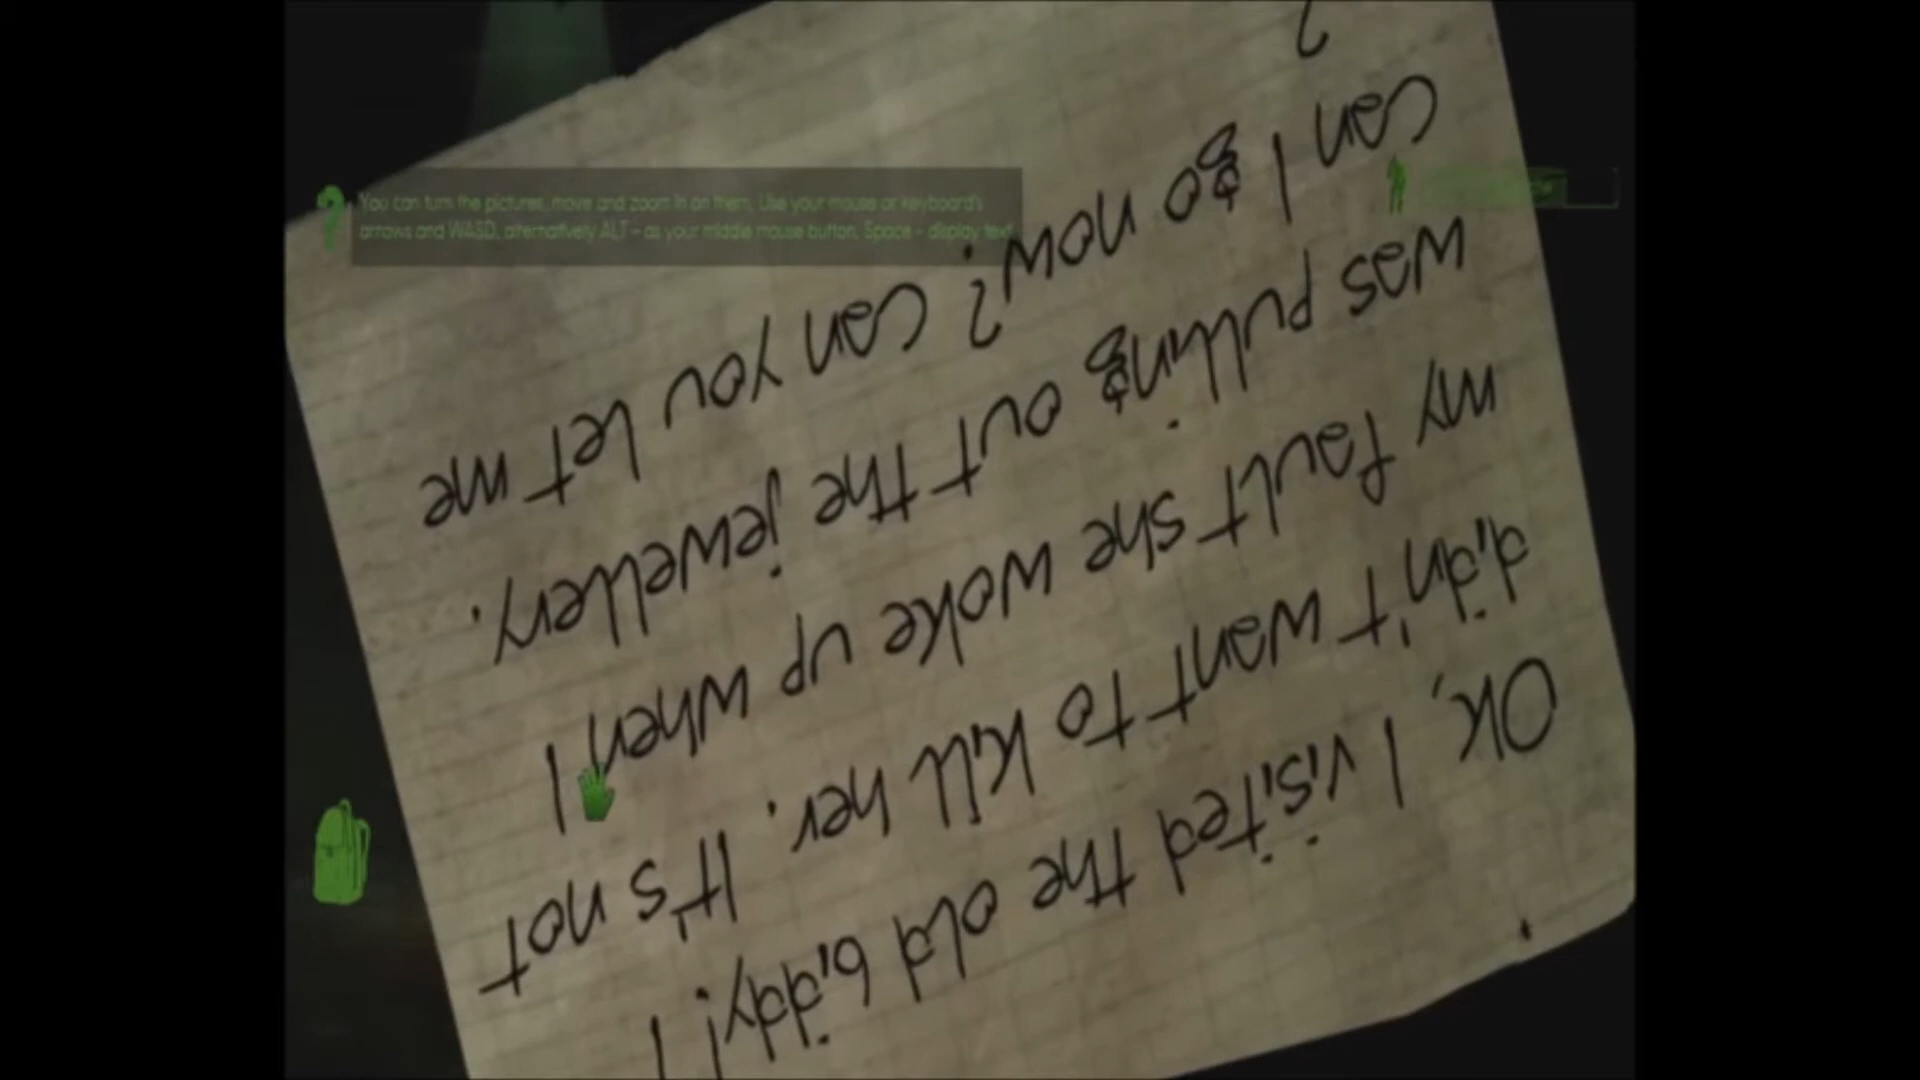 You can turn the pictures, move and zoom in on them. Use your mouse or keyboard's
arrows and WASD, alternatively ALT - as your middle mouse button. Space - display text
OK, I visited the old biddy! I
didn't want to kill her. It's not
my fault she woke up when I
was pulling out the jewellery.
can I go now? can you let me
?